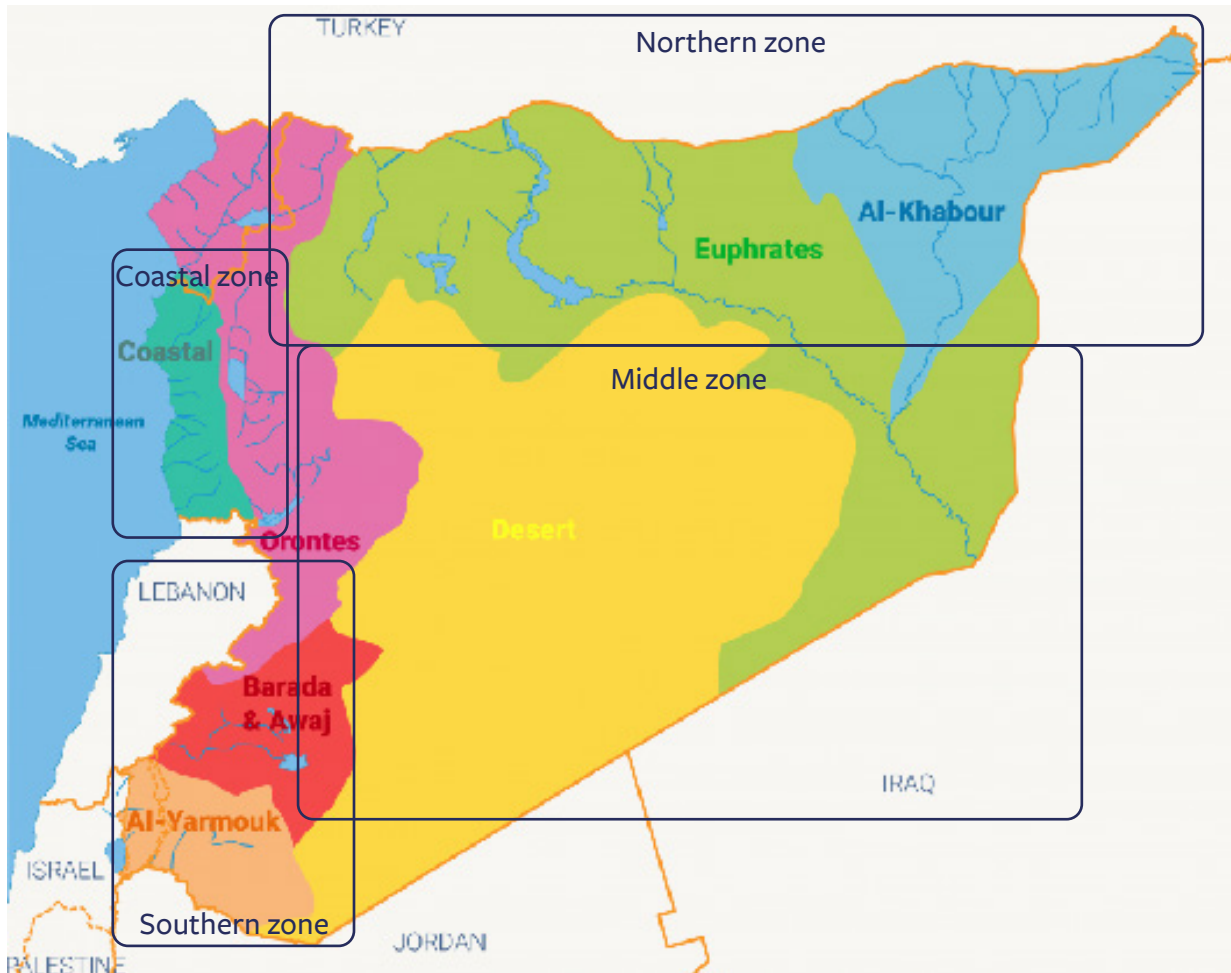 TURKEY
Northern zone
Al-Khabour
Euphrates
Coastal zone
Coastal
Middle zone
Mediterranean
Sea
Desert
Orontes
LEBANON
Barada
& Awaj
IRAQ
Al-Yarmouk
ISRAEL
Southern zone
JORDAN
PALESTINE